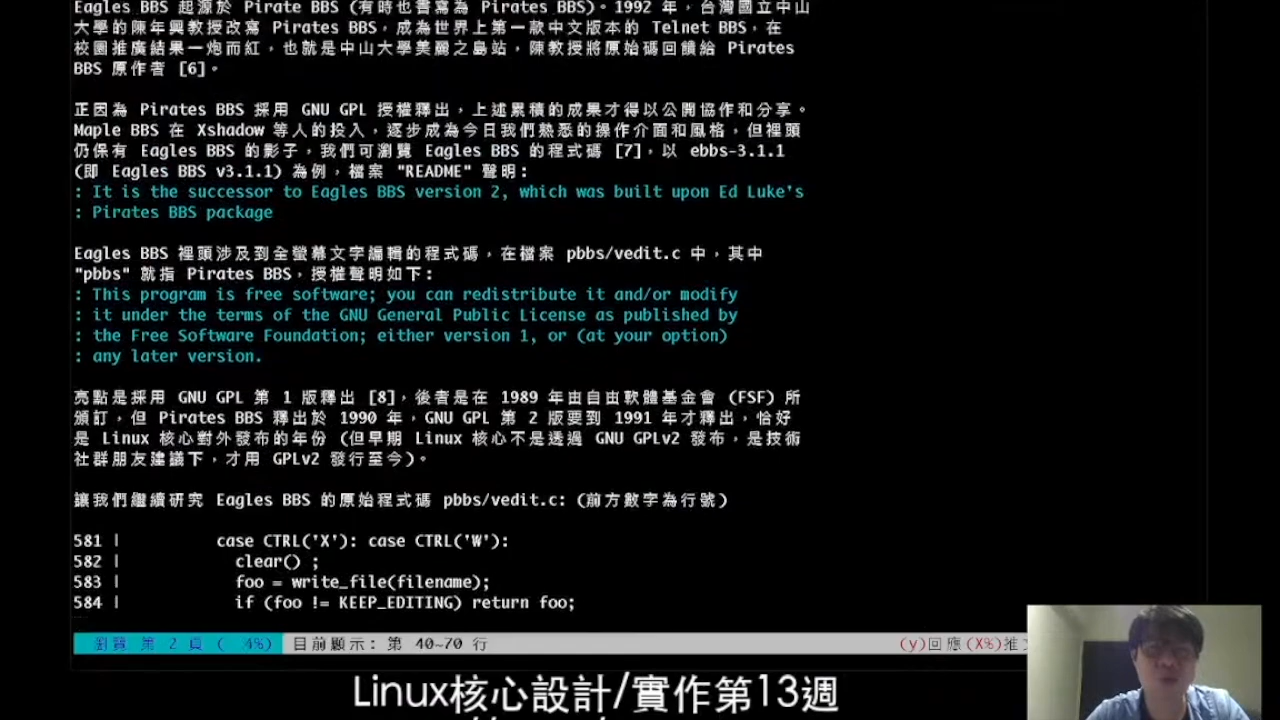 Eagles BBS 起源於 Pirate BBS (有時也書寫為 Pirates BBS)。1992 年，台灣國立中山
大學的陳年興教授改寫 Pirates BBS，成為世界上第一款中文版本的 Telnet BBS，在
校園推廣結果一炮而紅，也就是中山大學美麗之島站，陳教授將原始碼回饋給 Pirates
BBS 原作者 [6]。
正因為 Pirates BBS 採用 GNU GPL 授權釋出，上述累積的成果才得以公開協作和分享。
Maple BBS 在 Xshadow 等人的投入，逐步成為今日我們熟悉的操作介面和風格，但裡頭
仍保有 Eagles BBS 的影子，我們可瀏覽 Eagles BBS 的程式碼 [7]，以 ebbs-3.1.1
(即 Eagles BBS v3.1.1) 為例，檔案 "README" 聲明:
: It is the successor to Eagles BBS version 2, which was built upon Ed Luke's
: Pirates BBS package
Eagles BBS 裡頭涉及到全螢幕文字編輯的程式碼，在檔案 pbbs/vedit.c 中，其中
"pbbs" 就指 Pirates BBS，授權聲明如下:
: This program is free software; you can redistribute it and/or modify
: it under the terms of the GNU General Public License as published by
: the Free Software Foundation; either version 1, or (at your option)
: any later version.
亮點是採用 GNU GPL 第 1 版釋出 [8]，後者是在 1989 年由自由軟體基金會 (FSF) 所
頒訂，但 Pirates BBS 釋出於 1990 年，GNU GPL 第 2 版要到 1991 年才釋出，恰好
是 Linux 核心對外發布的年份 (但早期 Linux 核心不是透過 GNU GPLv2 發布，是技術
社群朋友建議下，才用 GPLv2 發行至今)。
讓我們繼續研究 Eagles BBS 的原始程式碼 pbbs/vedit.c: (前方數字為行號)
581 | case CTRL('X'): case CTRL('W'):
582 | clear() ;
583 | foo = write_file(filename);
584 | if (foo != KEEP_EDITING) return foo;
瀏覽 第 2 頁 ( 4%) 目前顯示: 第 40~70 行 (y)回應(X%)推
Linux核心設計/實作第13週